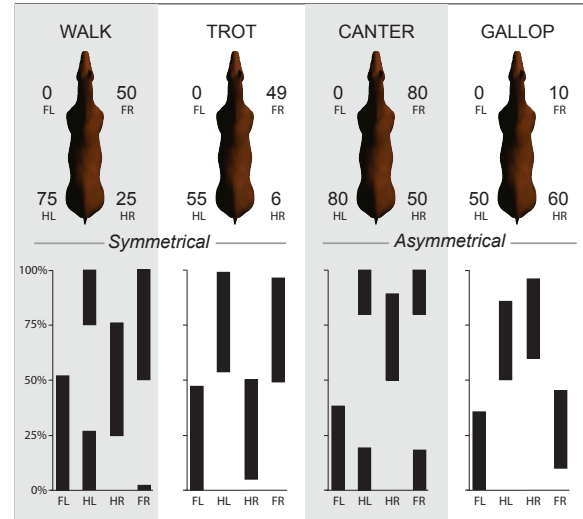 WALK TROT CANTER GALLOP
0 50 0 49 0 80 0 10
FL FR FL FR FL FR FL FR
75 25 55 6 80 50 50 60
HL HR HL HR HL HR HL HR
Symmetrical Asymmetrical
100%
75%
50%
25%
0%
FL HL HR FR FL HL HR FR FL HL HR FR FL HL HR FR